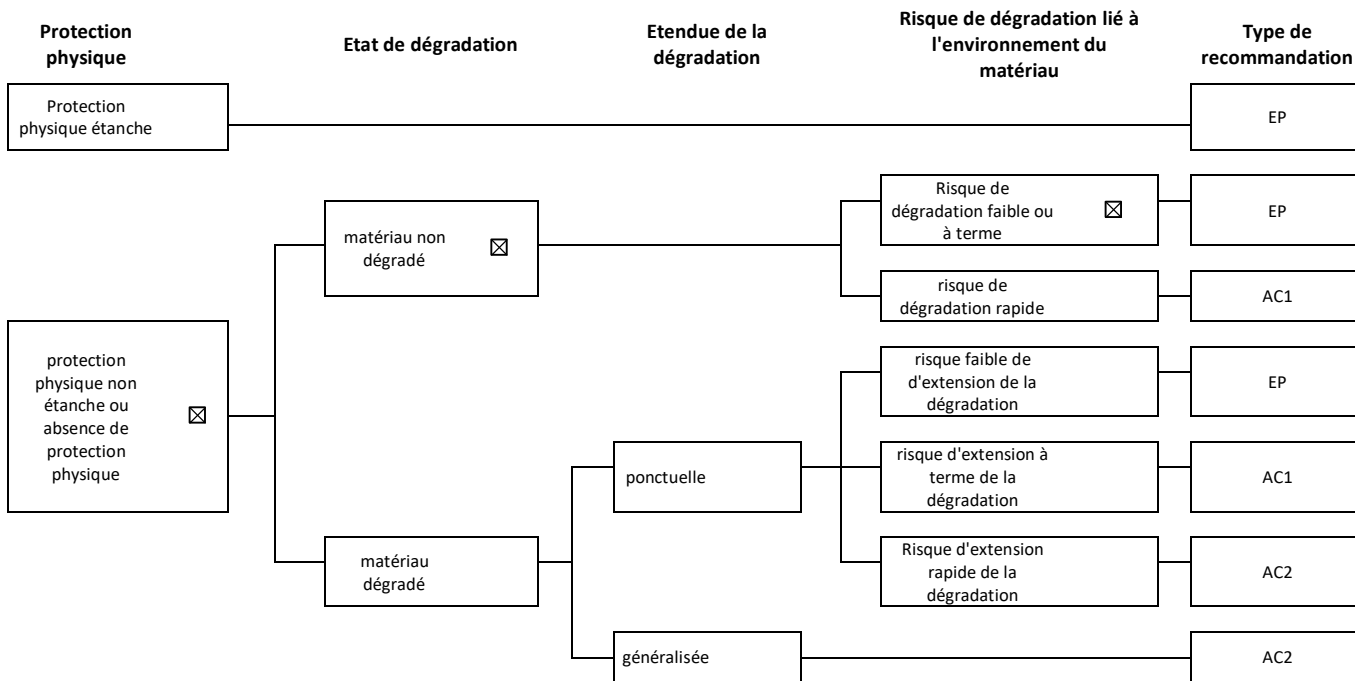 Protection
physique
Etat de dégradation
Etendue de la
dégradation
Risque de dégradation lié à
l'environnement du
matériau
Type de
recommandation
Protection
physique étanche
EP
Risque de
dégradation faible ou
à terme
EP
matériau non
dégradé
risque de
dégradation rapide
AC1
protection
physique non
étanche ou
absence de
protection
physique
risque faible de
d'extension de la
dégradation
EP
ponctuelle
risque d'extension à
terme de la
dégradation
AC1
matériau
dégradé
Risque d'extension
rapide de la
dégradation
AC2
généralisée
AC2